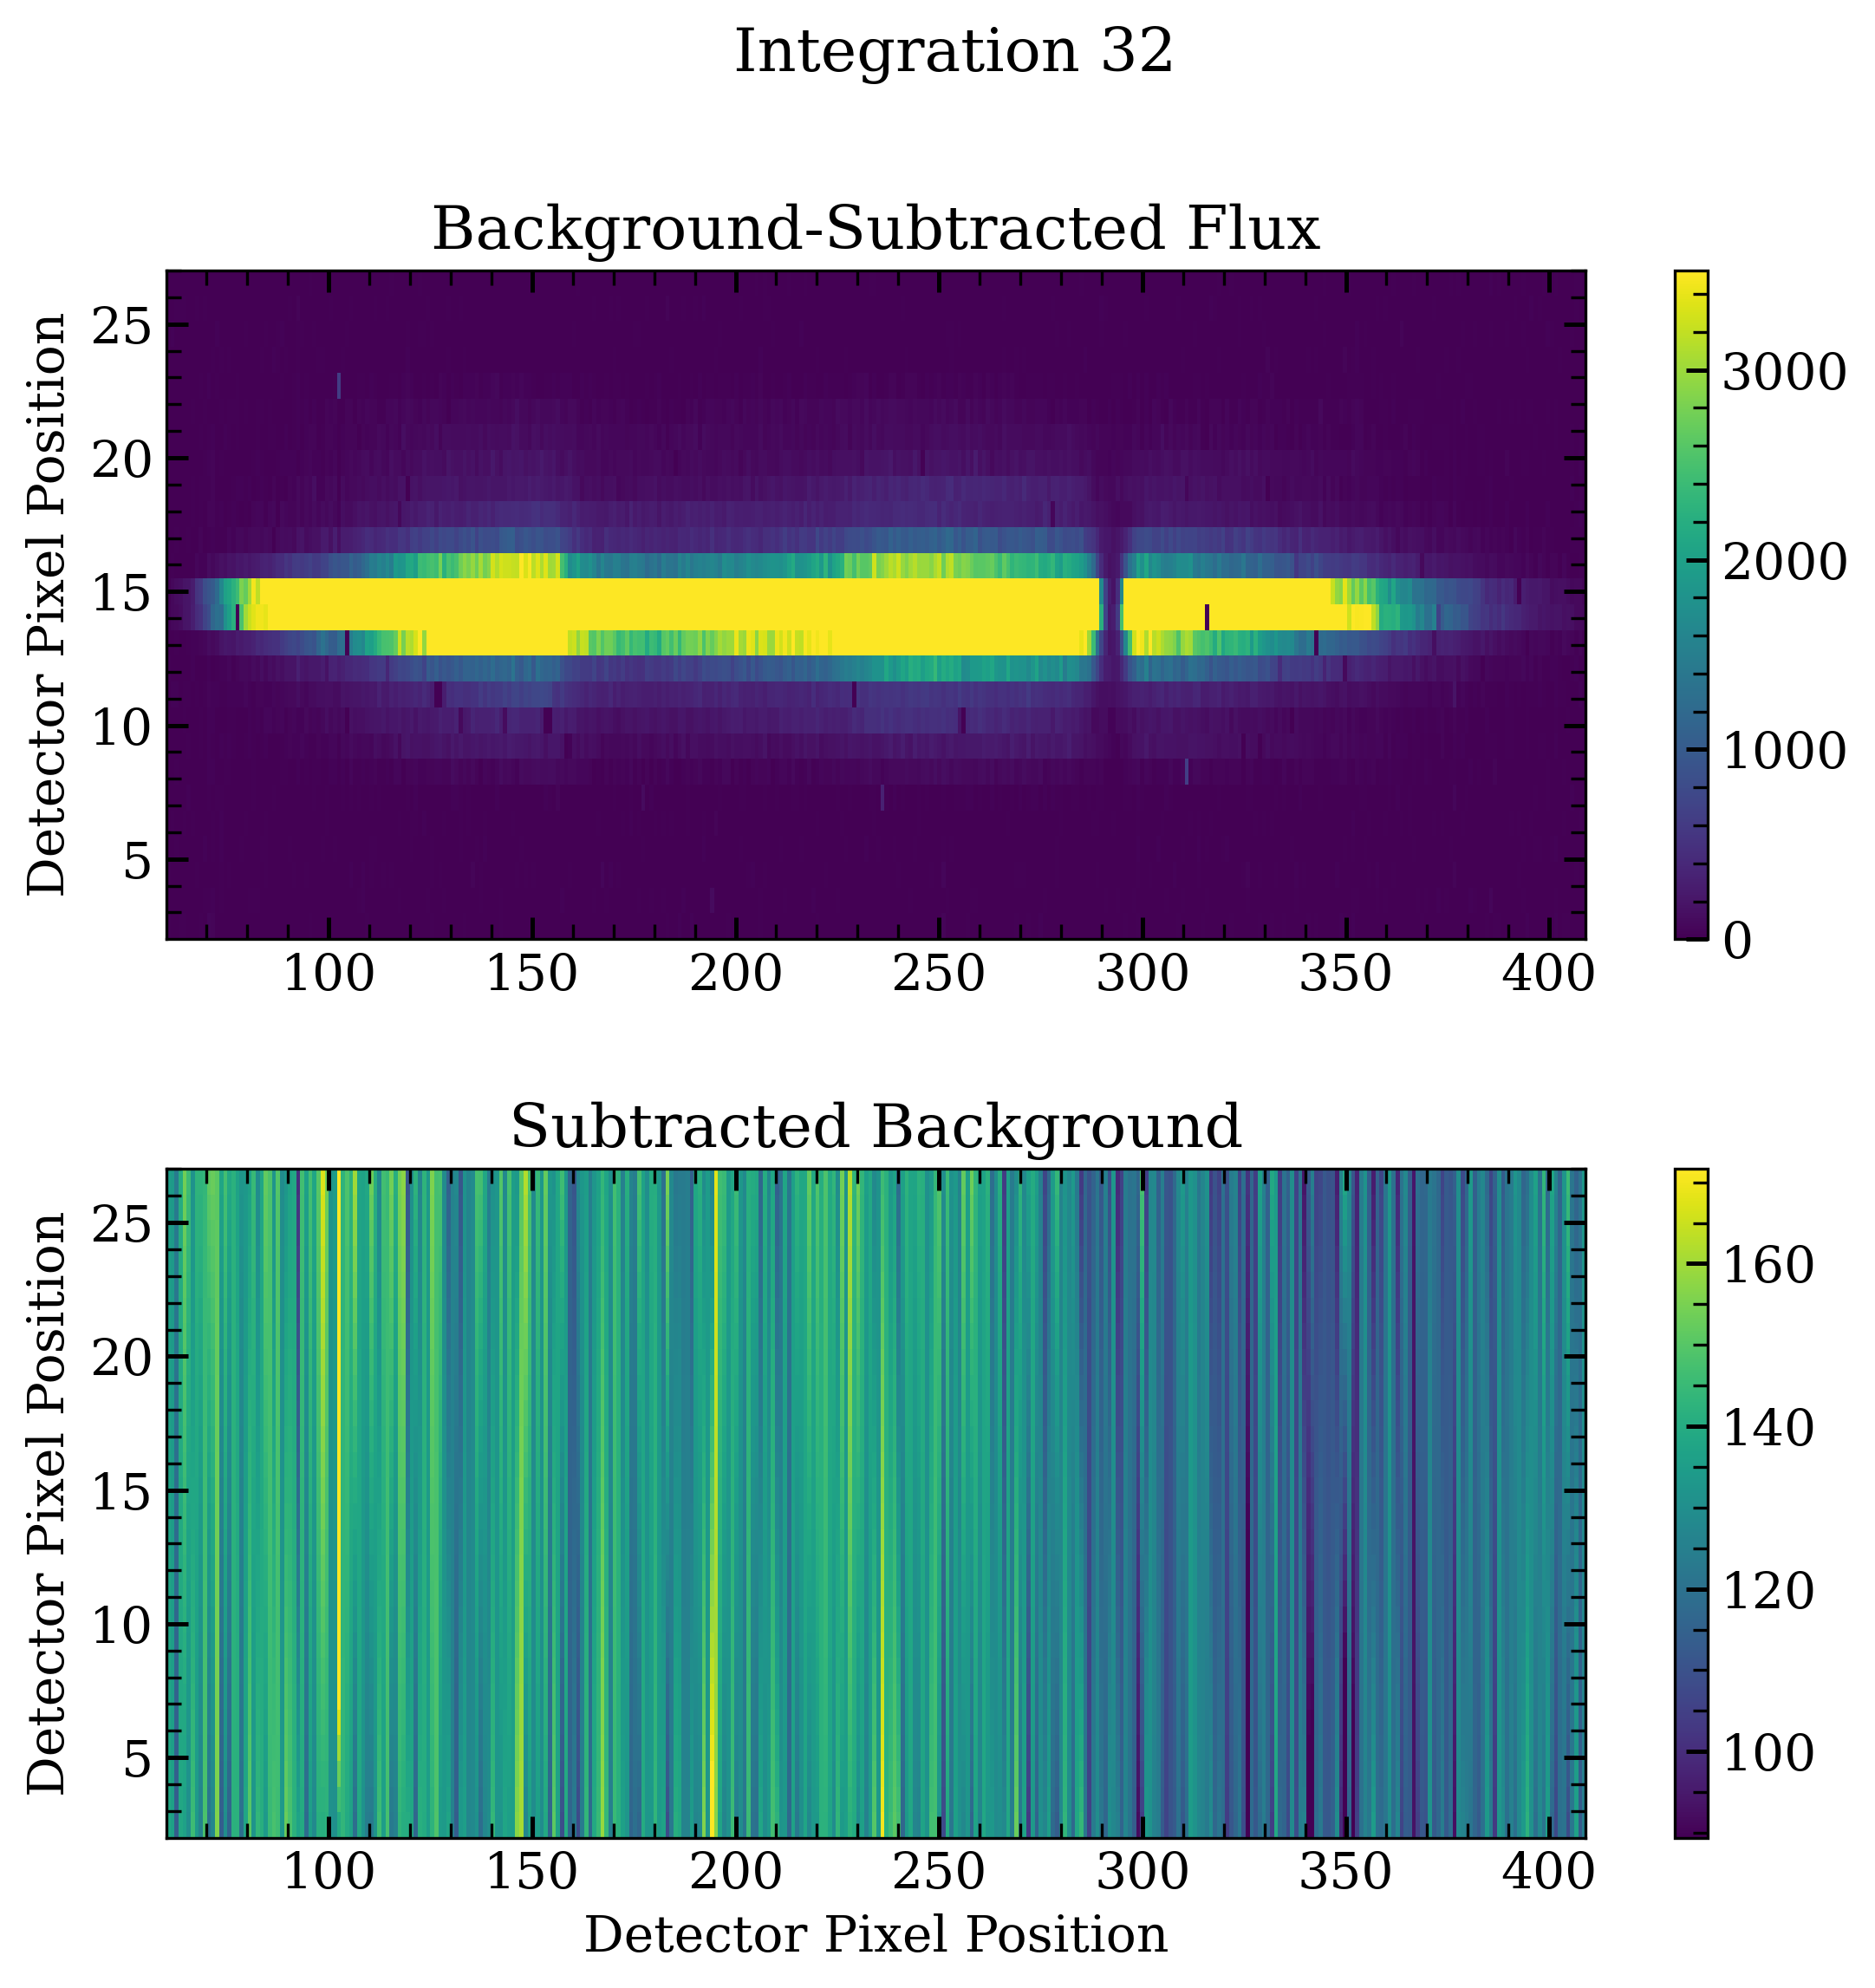 Integration 32
Background-Subtracted Flux
Detector Pixel Position
25
20
15
10
5
100 150 200 250 300 350 400
3000
2000
1000
0
Subtracted Background
Detector Pixel Position
25
20
15
10
5
100 150 200 250 300 350 400
Detector Pixel Position
160
140
120
100